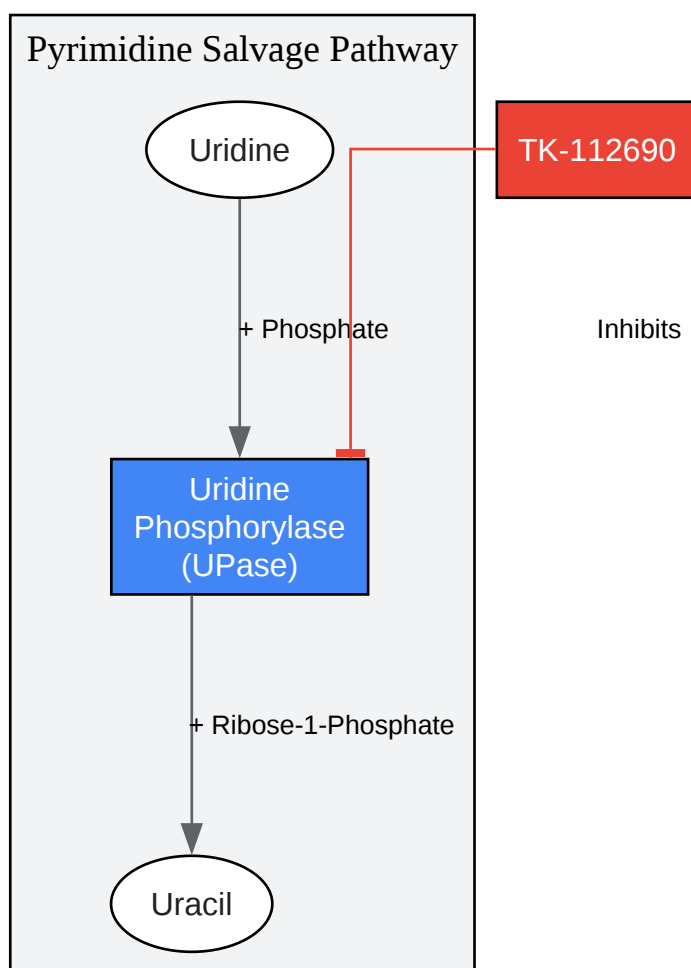 Pyrimidine Salvage Pathway
Uridine
TK-112690
+ Phosphate
Inhibits
Uridine
Phosphorylase
(UPase)
+ Ribose-1-Phosphate
Uracil